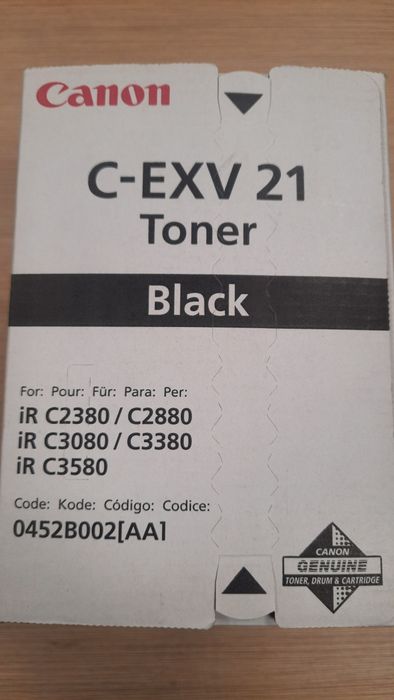 Canon
C-EXV 21
Toner
Black
For: Pour: Für: Para: Per:
iR C2380 / C2880
iR C3080 / C3380
iR C3580
Code: Kode: Código: Codice:
0452B002[AA]
CANON
GENUINE
TONER, DRUM & CARTRIDGE